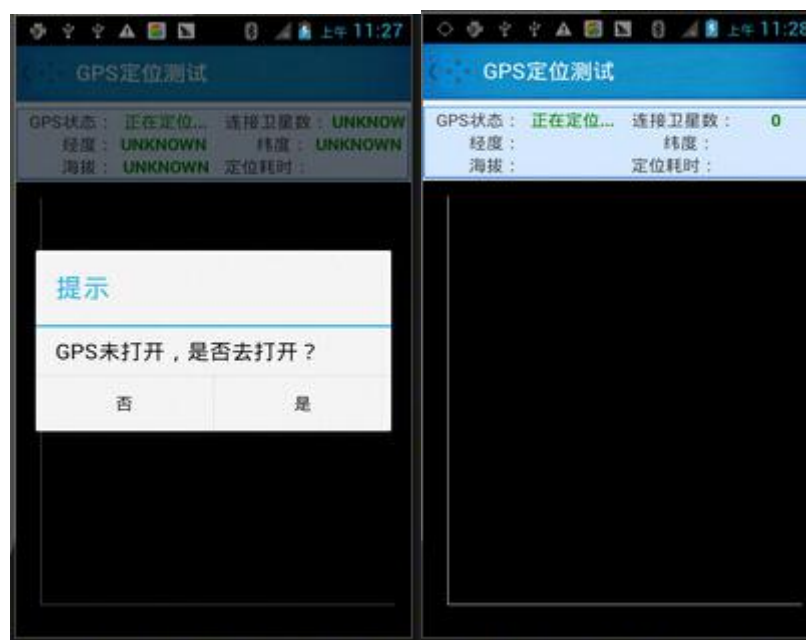 上午 11:27
GPS定位测试
GPS状态： 正在定位... 连接卫星数： UNKNOW
经度： UNKNOWN 纬度： UNKNOWN
海拔： UNKNOWN 定位耗时：
提示
GPS未打开，是否去打开？
否 是
上午 11:28
GPS定位测试
GPS状态： 正在定位... 连接卫星数： 0
经度： 纬度：
海拔： 定位耗时：